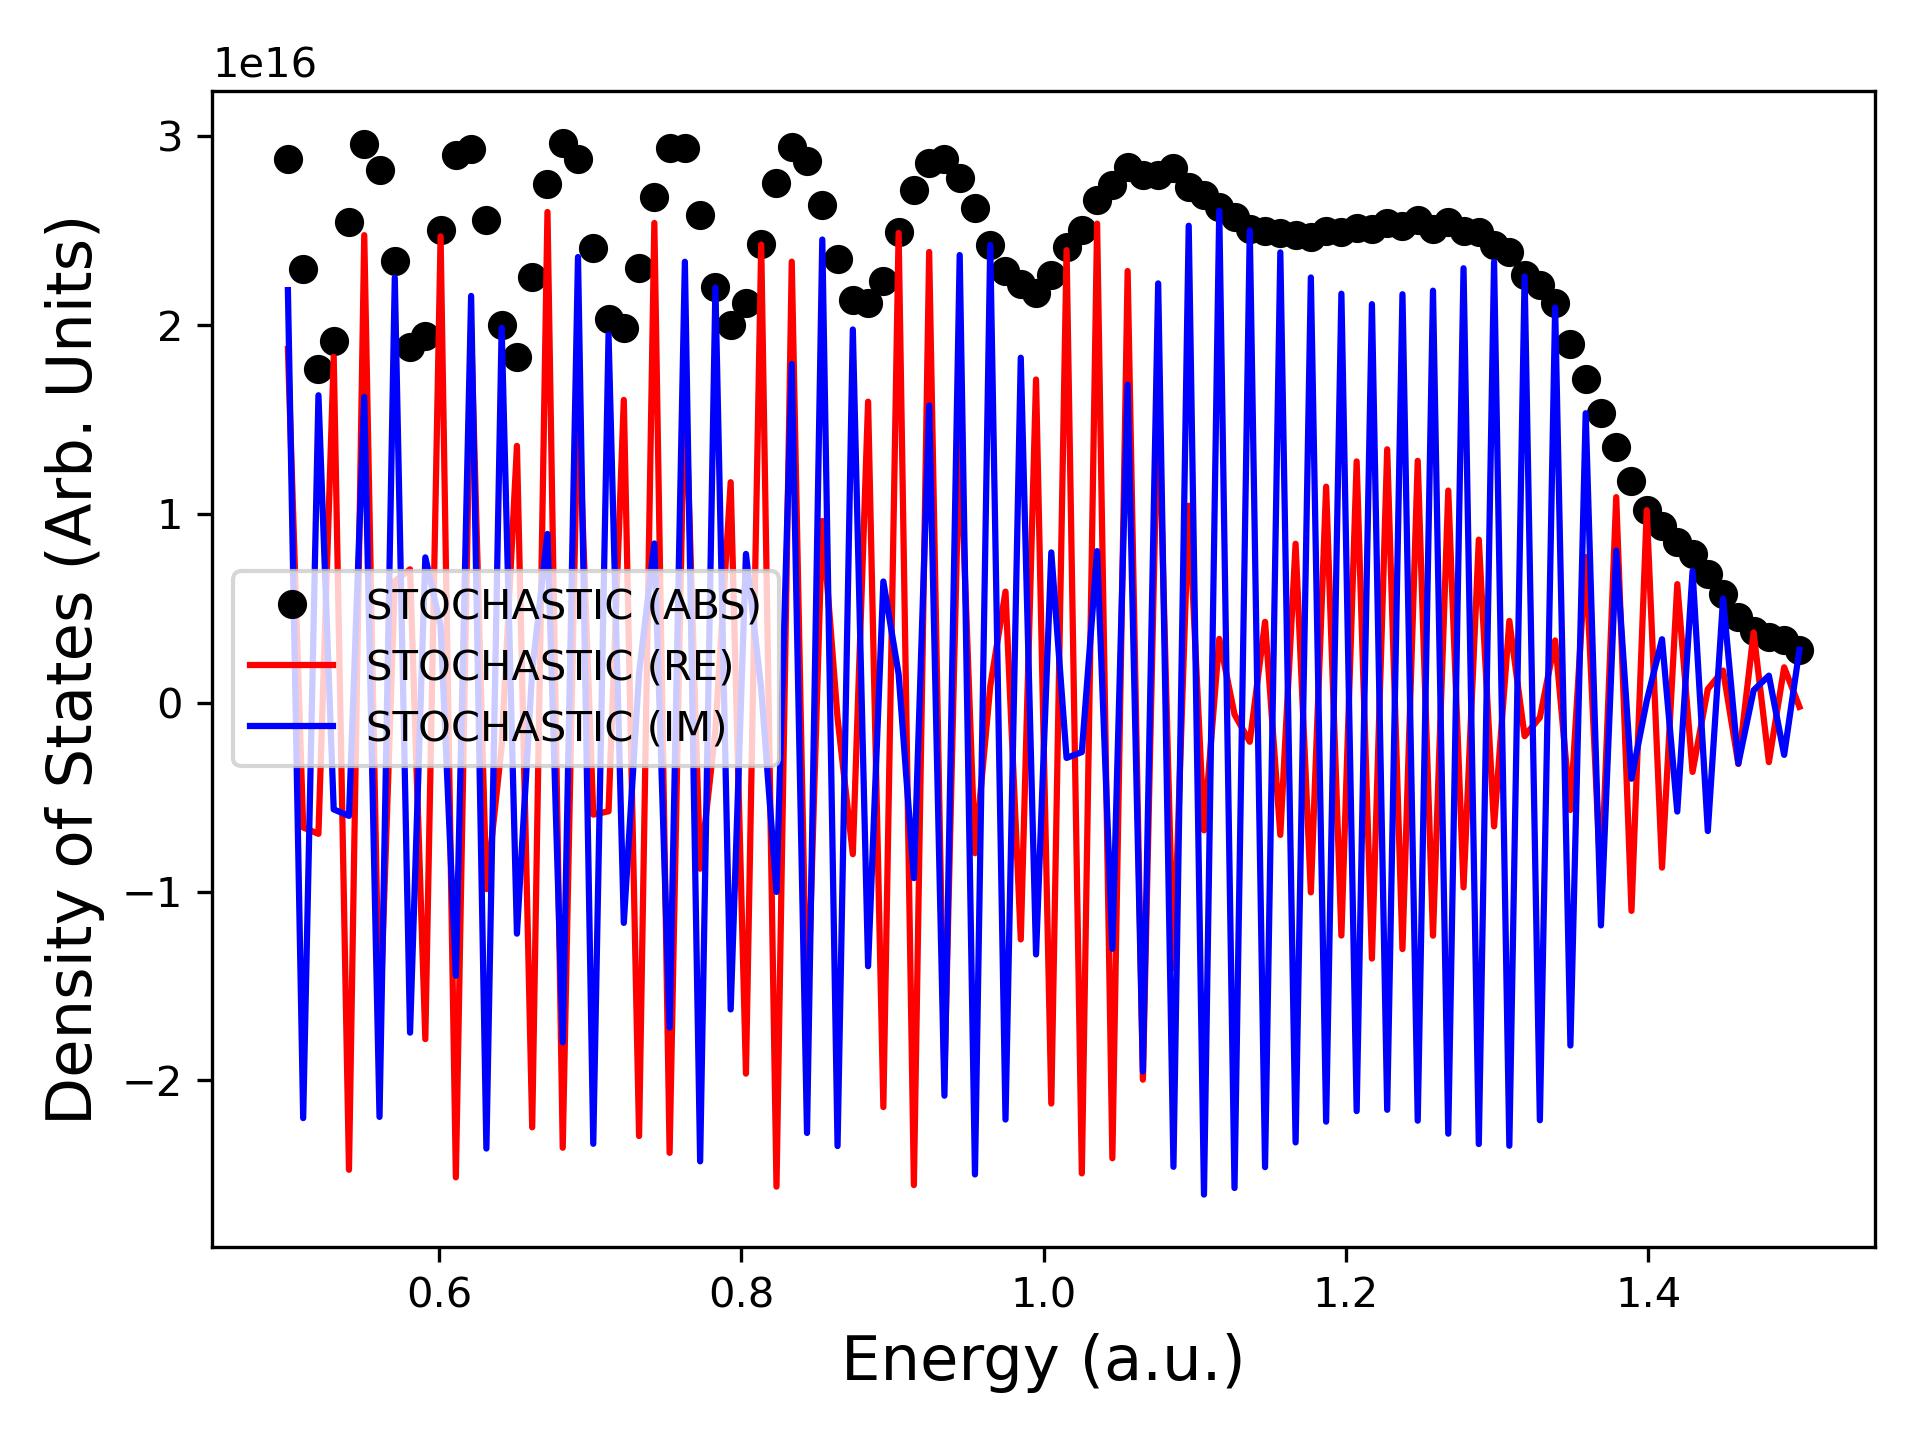 1e16
3
2
1
0
−1
−2
Density of States (Arb. Units)
STOCHASTIC (ABS)
STOCHASTIC (RE)
STOCHASTIC (IM)
0.6 0.8 1.0 1.2 1.4
Energy (a.u.)